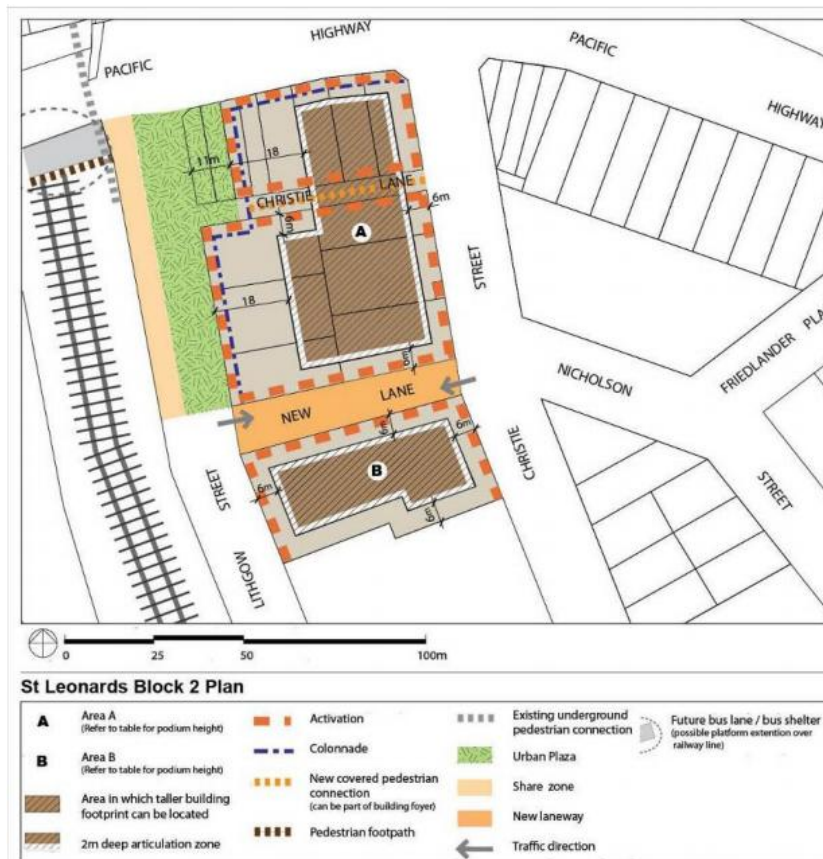 HIGHWAY
PACIFIC
PACIFIC
HIGHWAY
11m
18
CHRISTIE LANE
6m
6m
A
STREET
18
6m
NICHOLSON
FRIEDLANDER PLA
NEW LANE
6m
6m
B
CHRISTIE
STREET
6m
6m
STREET
LITHGOW
0 25 50 100m
St Leonards Block 2 Plan
A Area A
(Refer to table for podium height)
B Area B
(Refer to table for podium height)
Area in which taller building
footprint can be located
2m deep articulation zone
Activation
Colonnade
New covered pedestrian
connection
(can be part of building foyer)
Pedestrian footpath
Existing underground
pedestrian connection
Urban Plaza
Share zone
New laneway
Traffic direction
Future bus lane / bus shelter
(possible platform extention over
railway line)